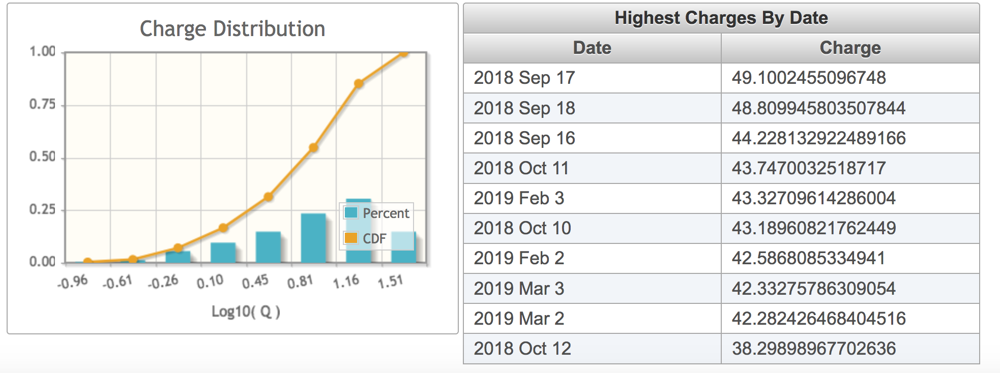 Charge Distribution
1.00
0.75
0.50
0.25
0.00
Percent
CDF
-0.96 -0.61 -0.26 0.10 0.45 0.81 1.16 1.51
Log10( Q )
Highest Charges By Date
Date Charge
2018 Sep 17 49.1002455096748
2018 Sep 18 48.809945803507844
2018 Sep 16 44.228132922489166
2018 Oct 11 43.7470032518717
2019 Feb 3 43.32709614286004
2018 Oct 10 43.18960821762449
2019 Feb 2 42.5868085334941
2019 Mar 3 42.33275786309054
2019 Mar 2 42.282426468404516
2018 Oct 12 38.29898967702636